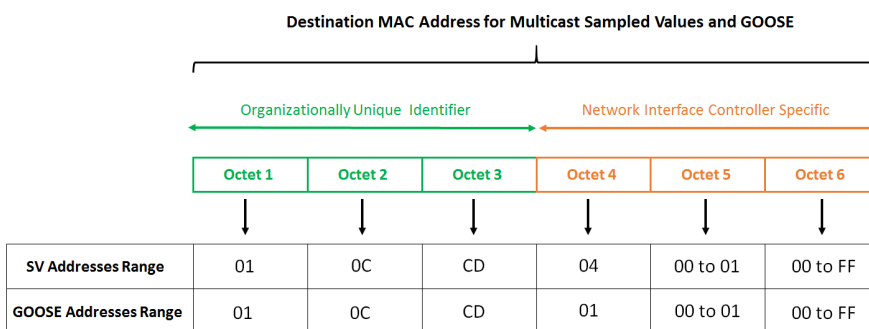 Destination MAC Address for Multicast Sampled Values and GOOSE
Organizationally Unique Identifier Network Interface Controller Specific
Octet 1 Octet 2 Octet 3 Octet 4 Octet 5 Octet 6
SV Addresses Range 01 0C CD 04 00 to 01 00 to FF
GOOSE Addresses Range 01 0C CD 01 00 to 01 00 to FF